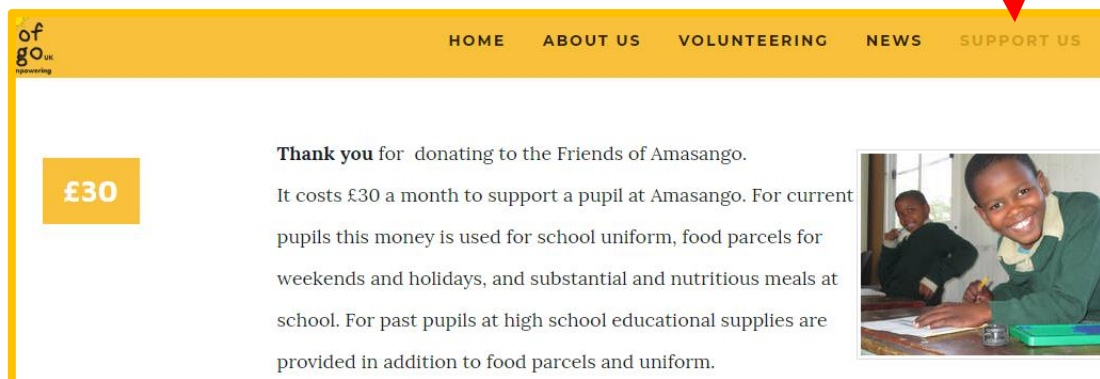 of
go UK
HOME ABOUT US VOLUNTEERING NEWS SUPPORT US
£30
Thank you for donating to the Friends of Amasango.
It costs £30 a month to support a pupil at Amasango. For current
pupils this money is used for school uniform, food parcels for
weekends and holidays, and substantial and nutritious meals at
school. For past pupils at high school educational supplies are
provided in addition to food parcels and uniform.